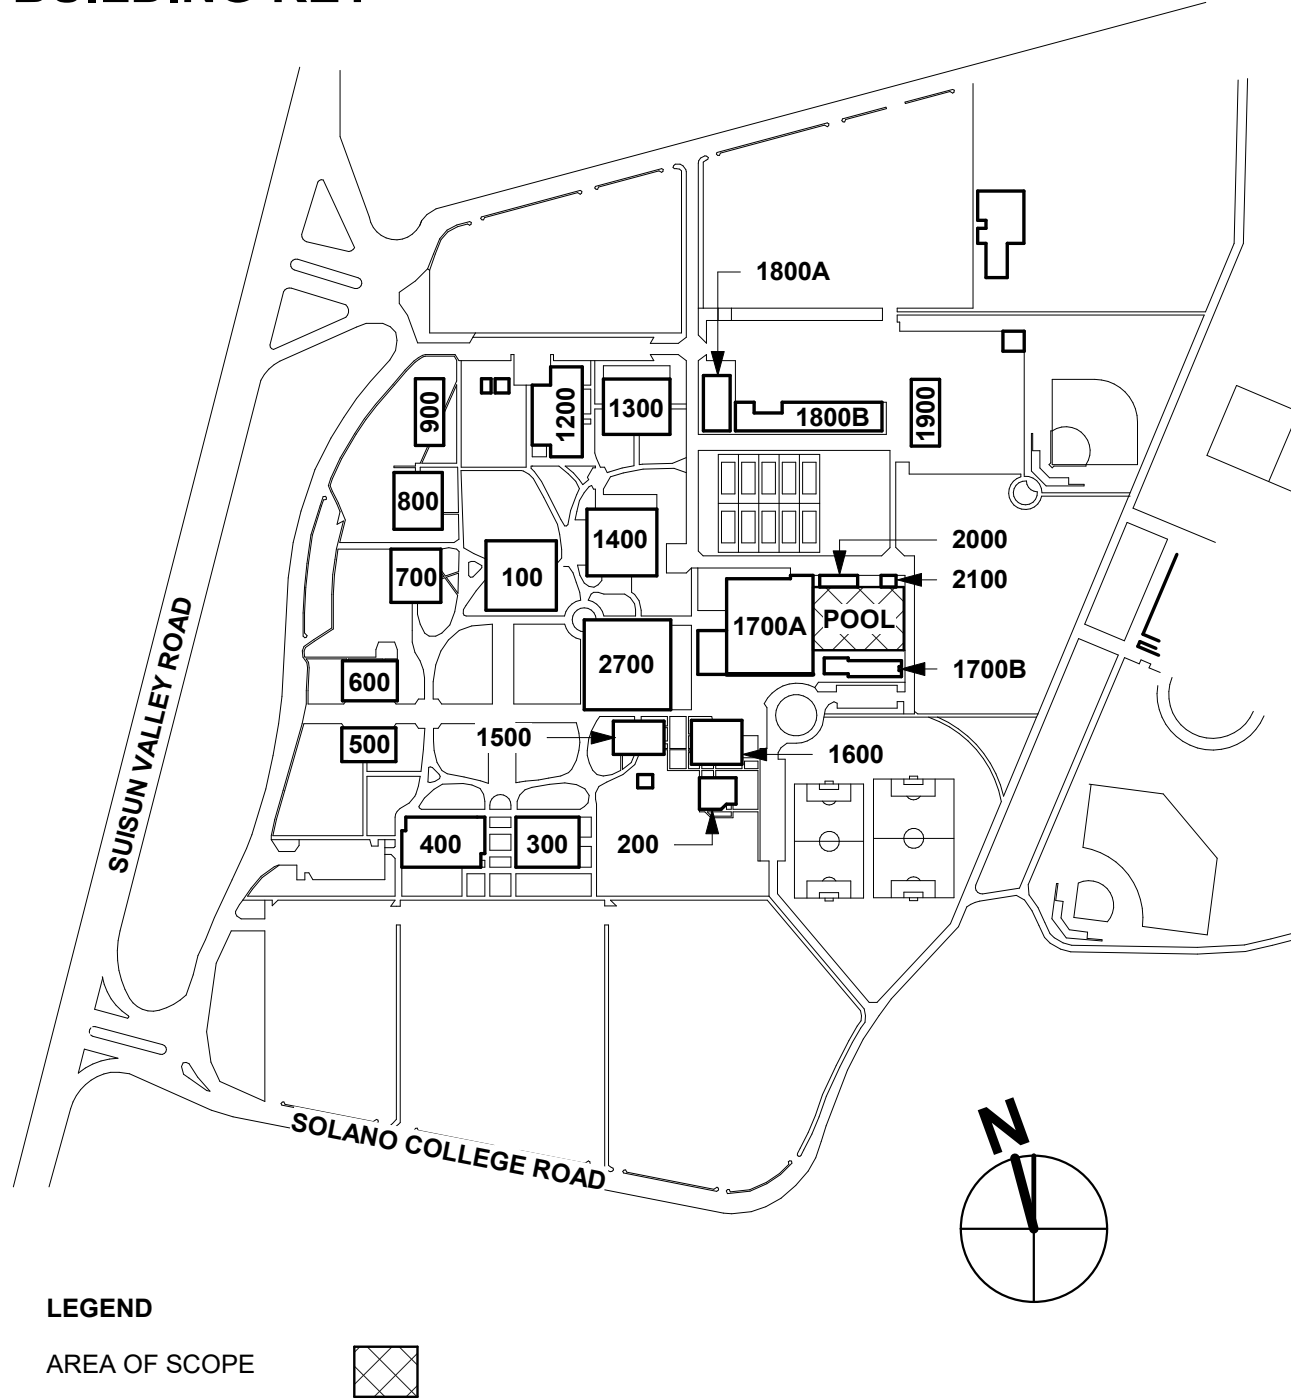 BUILDING KEY
1800A
900
1200
1300
1800B
1900
800
1400
2000
700
100
2100
1700A
POOL
2700
1700B
600
500
1500
1600
400
300
200
SUISUN VALLEY ROAD
SOLANO COLLEGE ROAD
N
LEGEND
AREA OF SCOPE